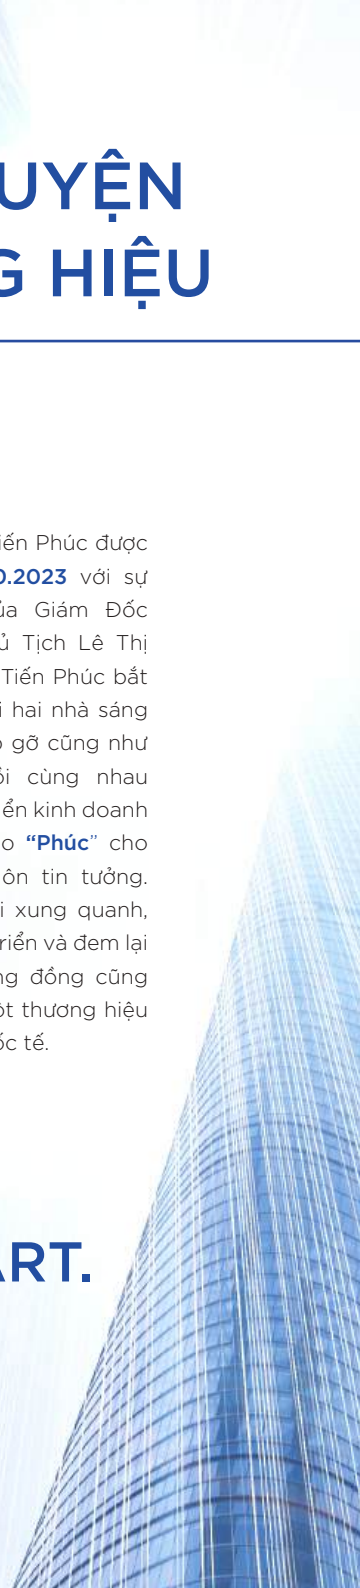 UYỆN
G HIỆU
iến Phúc được
0.2023 với sự
ủa Giám Đốc
ủ Tịch Lê Thị
Tiến Phúc bắt
i hai nhà sáng
p gỡ cũng như
ồi cùng nhau
iển kinh doanh
o “Phúc” cho
ôn tin tưởng.
i xung quanh,
riển và đem lại
ng đồng cũng
ột thương hiệu
ốc tế.
ART.